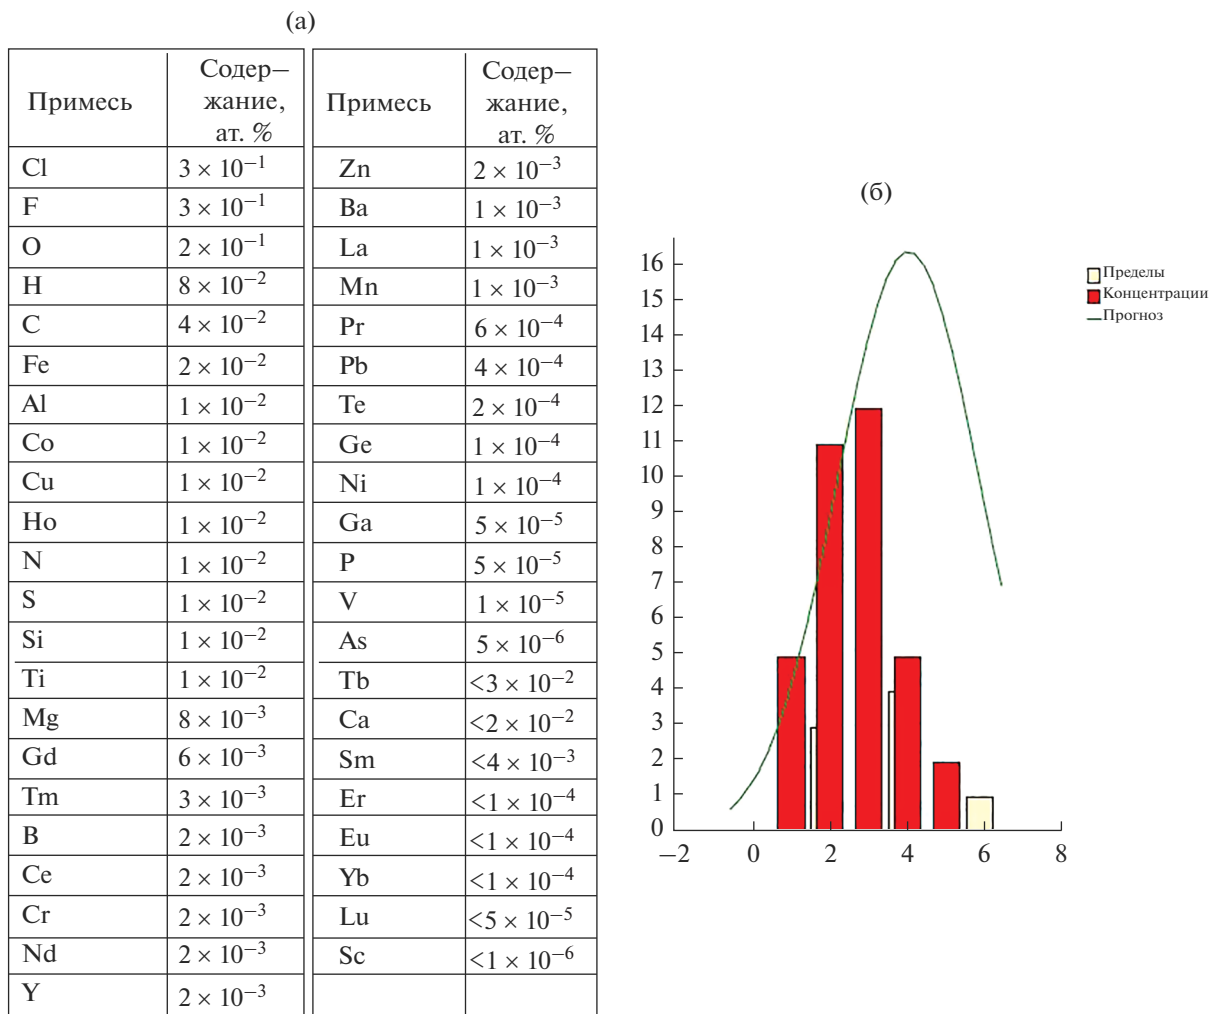 (а)
Примесь Содер– жание, ат. % Примесь Содер– жание, ат. %
Cl 3 × 10⁻¹ Zn 2 × 10⁻³
F 3 × 10⁻¹ Ba 1 × 10⁻³
O 2 × 10⁻¹ La 1 × 10⁻³
H 8 × 10⁻² Mn 1 × 10⁻³
C 4 × 10⁻² Pr 6 × 10⁻⁴
Fe 2 × 10⁻² Pb 4 × 10⁻⁴
Al 1 × 10⁻² Te 2 × 10⁻⁴
Co 1 × 10⁻² Ge 1 × 10⁻⁴
Cu 1 × 10⁻² Ni 1 × 10⁻⁴
Ho 1 × 10⁻² Ga 5 × 10⁻⁵
N 1 × 10⁻² P 5 × 10⁻⁵
S 1 × 10⁻² V 1 × 10⁻⁵
Si 1 × 10⁻² As 5 × 10⁻⁶
Ti 1 × 10⁻² Tb <3 × 10⁻²
Mg 8 × 10⁻³ Ca <2 × 10⁻²
Gd 6 × 10⁻³ Sm <4 × 10⁻³
Tm 3 × 10⁻³ Er <1 × 10⁻⁴
B 2 × 10⁻³ Eu <1 × 10⁻⁴
Ce 2 × 10⁻³ Yb <1 × 10⁻⁴
Cr 2 × 10⁻³ Lu <5 × 10⁻⁵
Nd 2 × 10⁻³ Sc <1 × 10⁻⁶
Y 2 × 10⁻³
(б)
16
15
14
13
12
11
10
9
8
7
6
5
4
3
2
1
0
–2 0 2 4 6 8
Пределы
Концентрации
Прогноз